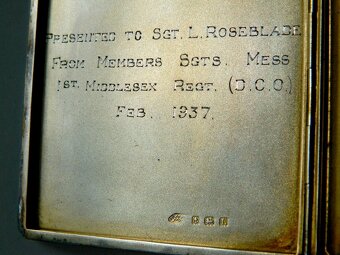 PRESENTED TO SGT. L. ROSEBLADE
FROM MEMBERS SGTS. MESS
1ST. MIDDLESEX REGT. (D.C.O.)
FEB. 1937.